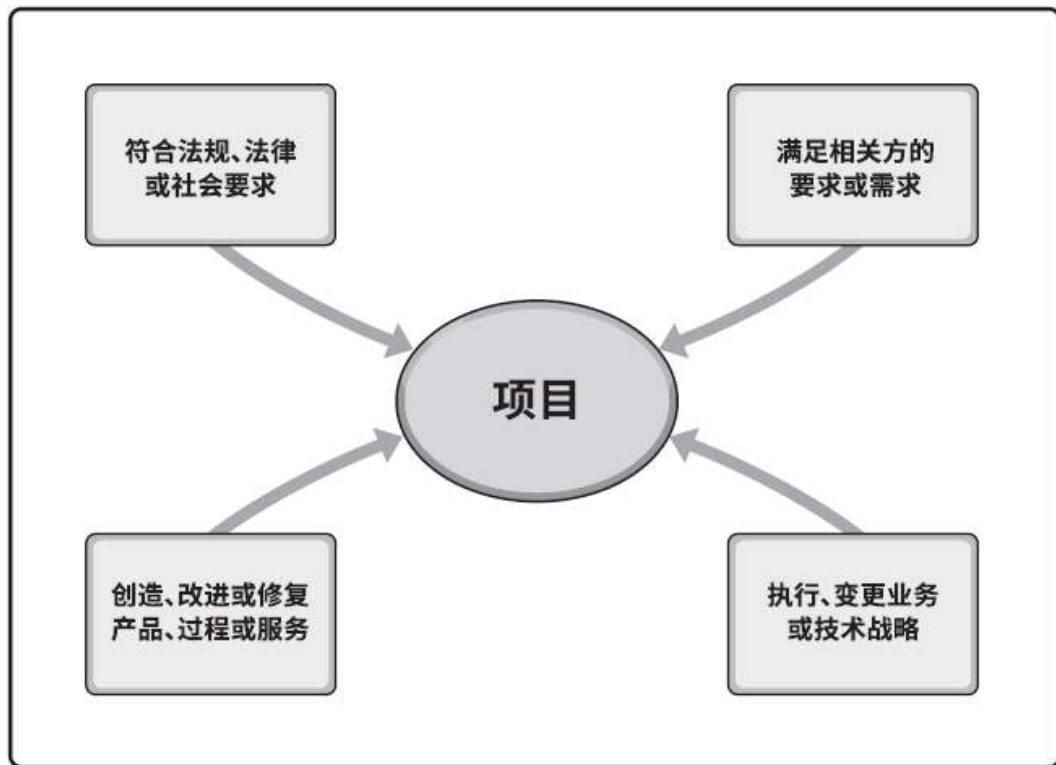 符合法规、法律
或社会要求
满足相关方的
要求或需求
项目
创造、改进或修复
产品、过程或服务
执行、变更业务
或技术战略